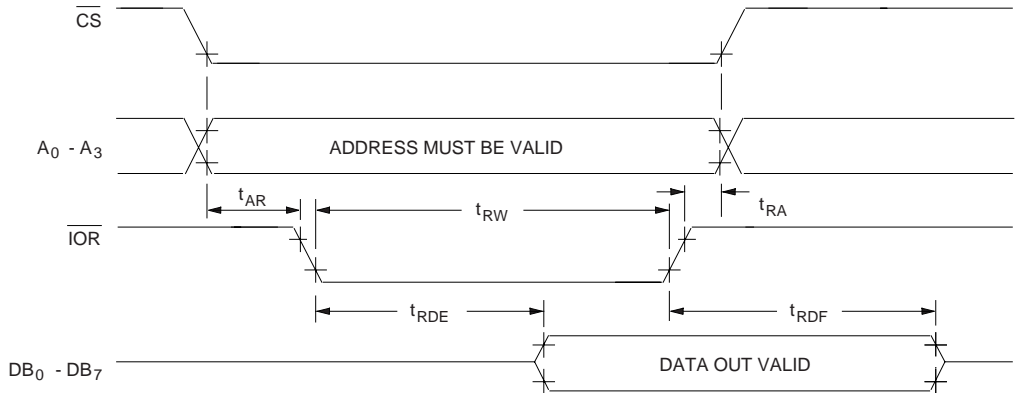 CS
A0 - A3
ADDRESS MUST BE VALID
tAR
tRW
tRA
IOR
tRDE
tRDF
DB0 - DB7
DATA OUT VALID